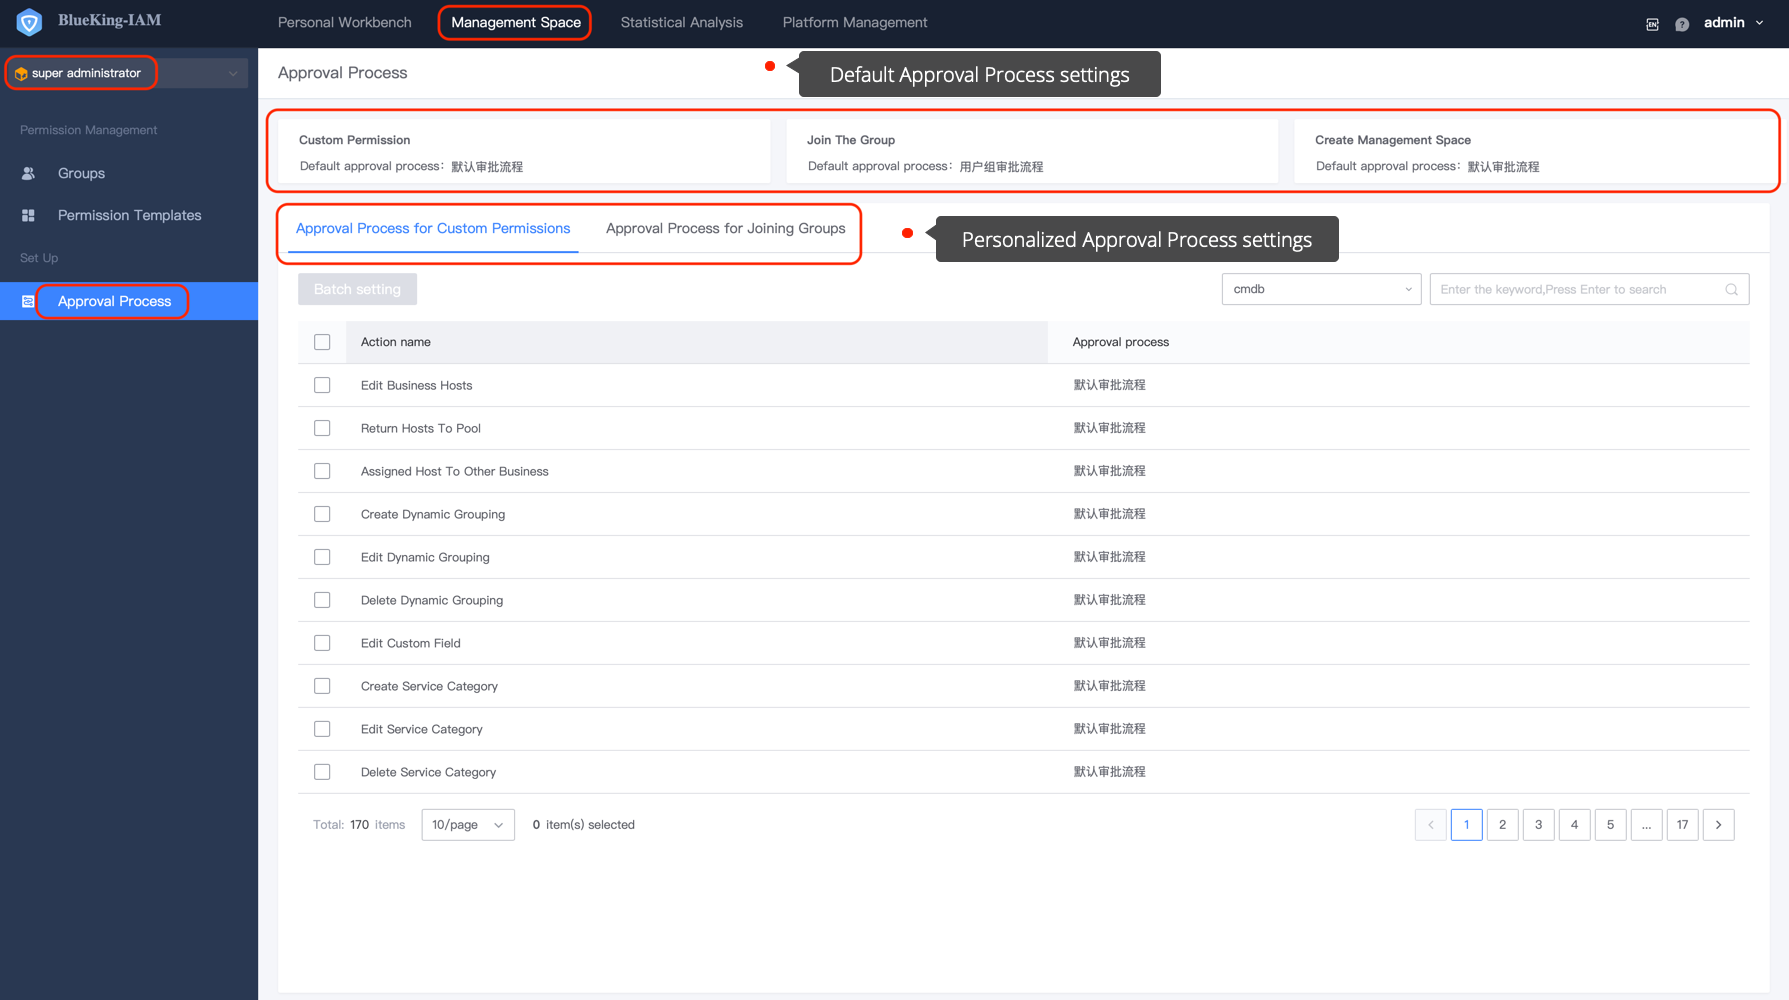 BlueKing-IAM
Personal Workbench
Management Space
Statistical Analysis
Platform Management
EN
?
admin
super administrator
Permission Management
Groups
Permission Templates
Set Up
Approval Process
Approval Process
Default Approval Process settings
Custom Permission
Default approval process：默认审批流程
Join The Group
Default approval process：用户组审批流程
Create Management Space
Default approval process：默认审批流程
Approval Process for Custom Permissions
Approval Process for Joining Groups
Personalized Approval Process settings
Batch setting
cmdb
Enter the keyword,Press Enter to search
Action name
Approval process
Edit Business Hosts
默认审批流程
Return Hosts To Pool
默认审批流程
Assigned Host To Other Business
默认审批流程
Create Dynamic Grouping
默认审批流程
Edit Dynamic Grouping
默认审批流程
Delete Dynamic Grouping
默认审批流程
Edit Custom Field
默认审批流程
Create Service Category
默认审批流程
Edit Service Category
默认审批流程
Delete Service Category
默认审批流程
Total: 170 items
10/page
0 item(s) selected
< 1 2 3 4 5 ... 17 >